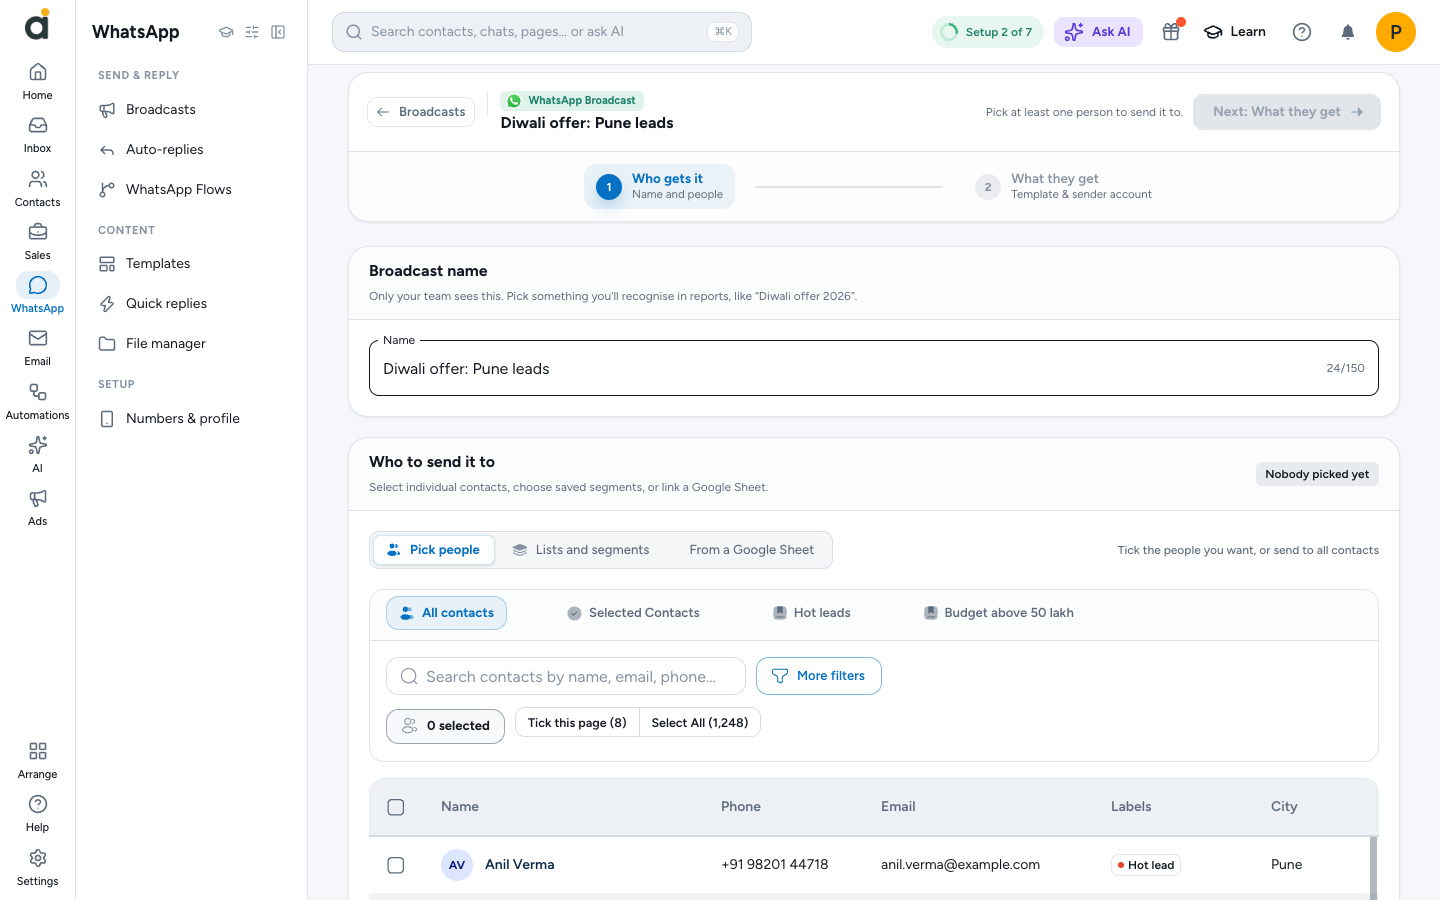 WhatsApp
Search contacts, chats, pages... or ask AI
⌘K
Setup 2 of 7
Ask AI
Learn
P
Home
Inbox
Contacts
Sales
WhatsApp
Email
Automations
AI
Ads
Arrange
Help
Settings
SEND & REPLY
Broadcasts
Auto-replies
WhatsApp Flows
CONTENT
Templates
Quick replies
File manager
SETUP
Numbers & profile
Broadcasts
WhatsApp Broadcast
Diwali offer: Pune leads
Pick at least one person to send it to.
Next: What they get
1
Who gets it
Name and people
2
What they get
Template & sender account
Broadcast name
Only your team sees this. Pick something you'll recognise in reports, like “Diwali offer 2026”.
Name
Diwali offer: Pune leads
24/150
Who to send it to
Select individual contacts, choose saved segments, or link a Google Sheet.
Nobody picked yet
Pick people
Lists and segments
From a Google Sheet
Tick the people you want, or send to all contacts
All contacts
Selected Contacts
Hot leads
Budget above 50 lakh
Search contacts by name, email, phone...
More filters
0 selected
Tick this page (8)
Select All (1,248)
Name Phone Email Labels City
AV Anil Verma +91 98201 44718 anil.verma@example.com Hot lead Pune